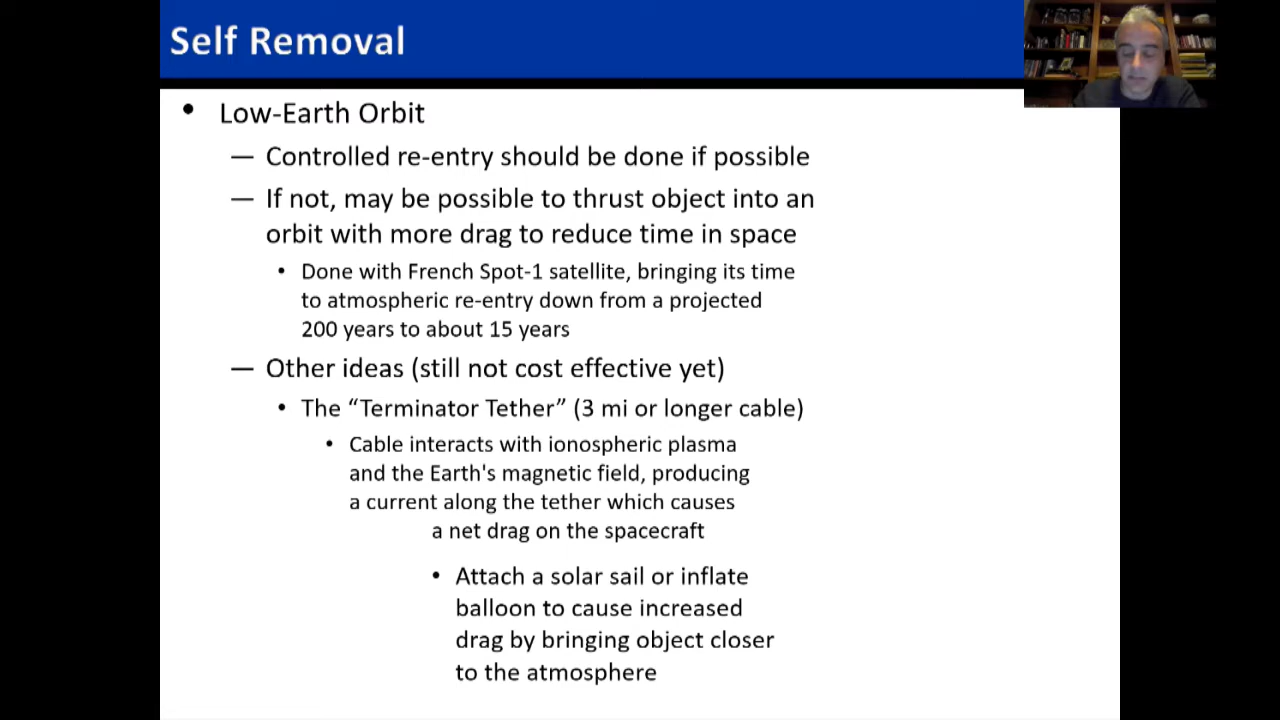 Self Removal
• Low-Earth Orbit
— Controlled re-entry should be done if possible
— If not, may be possible to thrust object into an
orbit with more drag to reduce time in space
• Done with French Spot-1 satellite, bringing its time
to atmospheric re-entry down from a projected
200 years to about 15 years
— Other ideas (still not cost effective yet)
• The “Terminator Tether” (3 mi or longer cable)
• Cable interacts with ionospheric plasma
and the Earth's magnetic field, producing
a current along the tether which causes
a net drag on the spacecraft
• Attach a solar sail or inflate
balloon to cause increased
drag by bringing object closer
to the atmosphere